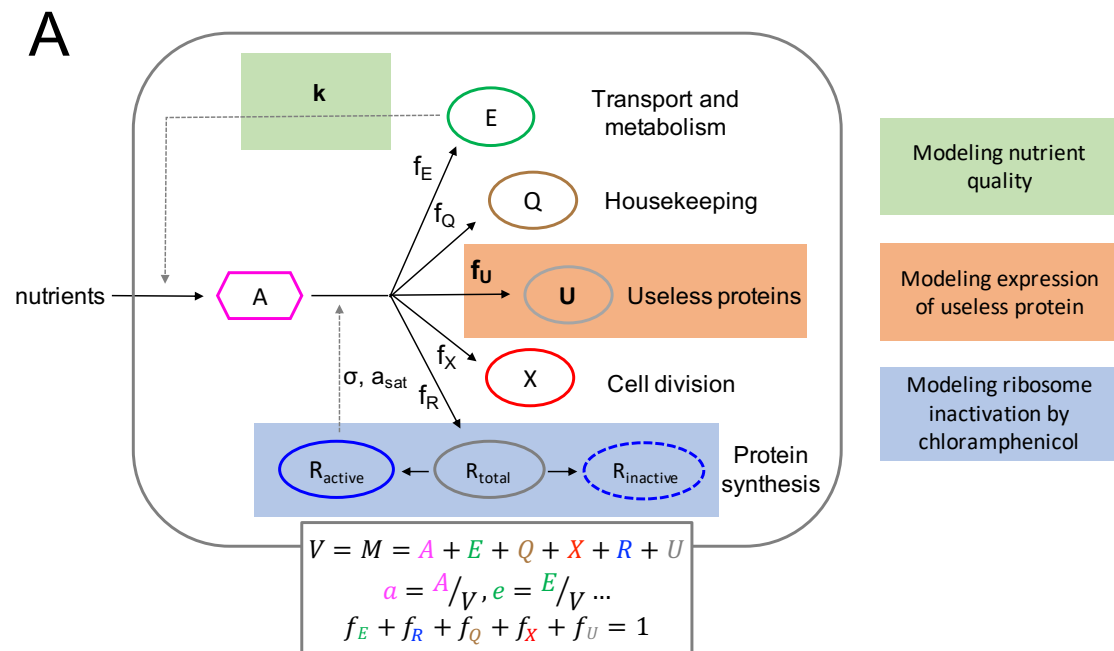 A
k
E
Transport and
metabolism
f_E
Q
Housekeeping
f_Q
f_U
U
Useless proteins
nutrients
A
f_X
X
Cell division
σ, a_sat
f_R
R_active
R_total
R_inactive
Protein
synthesis
V = M = A + E + Q + X + R + U
a = A/V, e = E/V ...
f_E + f_R + f_Q + f_X + f_U = 1
Modeling nutrient
quality
Modeling expression
of useless protein
Modeling ribosome
inactivation by
chloramphenicol